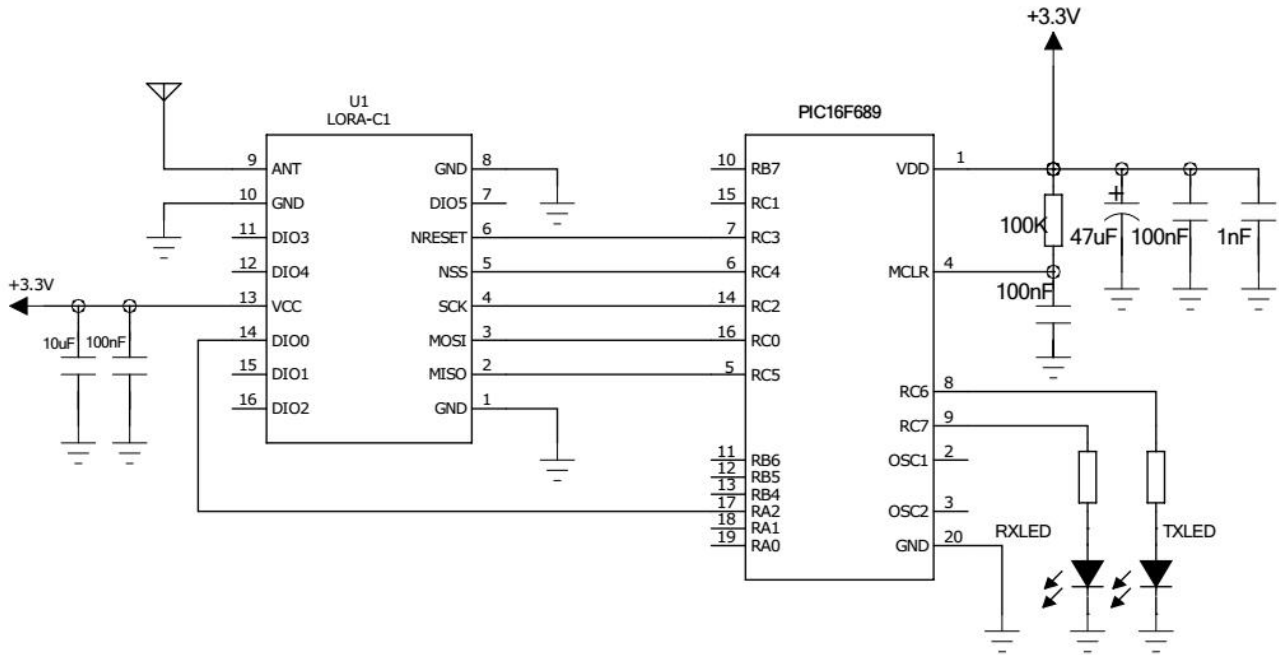 +3.3V
U1
LORA-C1
PIC16F689
9 ANT GND 8
10 GND DIO5 7
11 DIO3 NRESET 6
12 DIO4 NSS 5
+3.3V
13 VCC SCK 4
14 DIO0 MOSI 3
15 DIO1 MISO 2
16 DIO2 GND 1
10uF 100nF
10 RB7 VDD 1
15 RC1
7 RC3
6 RC4 MCLR 4
14 RC2
16 RC0
5 RC5
RC6 8
RC7 9
11 RB6 OSC1 2
12 RB5
13 RB4
17 RA2 OSC2 3
18 RA1
19 RA0 GND 20
100K 47uF 100nF 1nF
+
100nF
RXLED TXLED